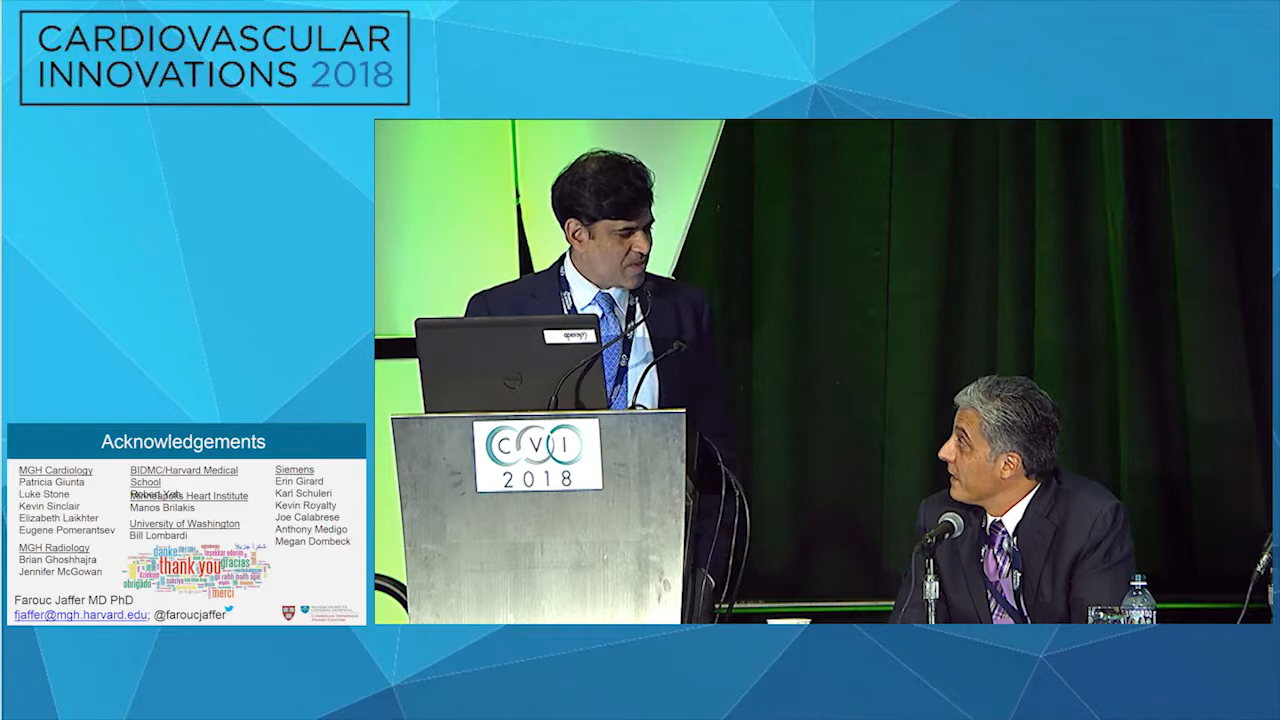 CARDIOVASCULAR
INNOVATIONS 2018
CVI
2018
Acknowledgements
MGH Cardiology
Patricia Giunta
Luke Stone
Kevin Sinclair
Elizabeth Laikhter
Eugene Pomerantsev
MGH Radiology
Brian Ghoshhajra
Jennifer McGowan
BIDMC/Harvard Medical
School
Robert Yeh
Minneapolis Heart Institute
Manos Brilakis
University of Washington
Bill Lombardi
Siemens
Erin Girard
Karl Schuleri
Kevin Royalty
Joe Calabrese
Anthony Medigo
Megan Dombeck
danke
thank you
gracias
obrigado
merci
Farouc Jaffer MD PhD
fjaffer@mgh.harvard.edu; @faroucjaffer